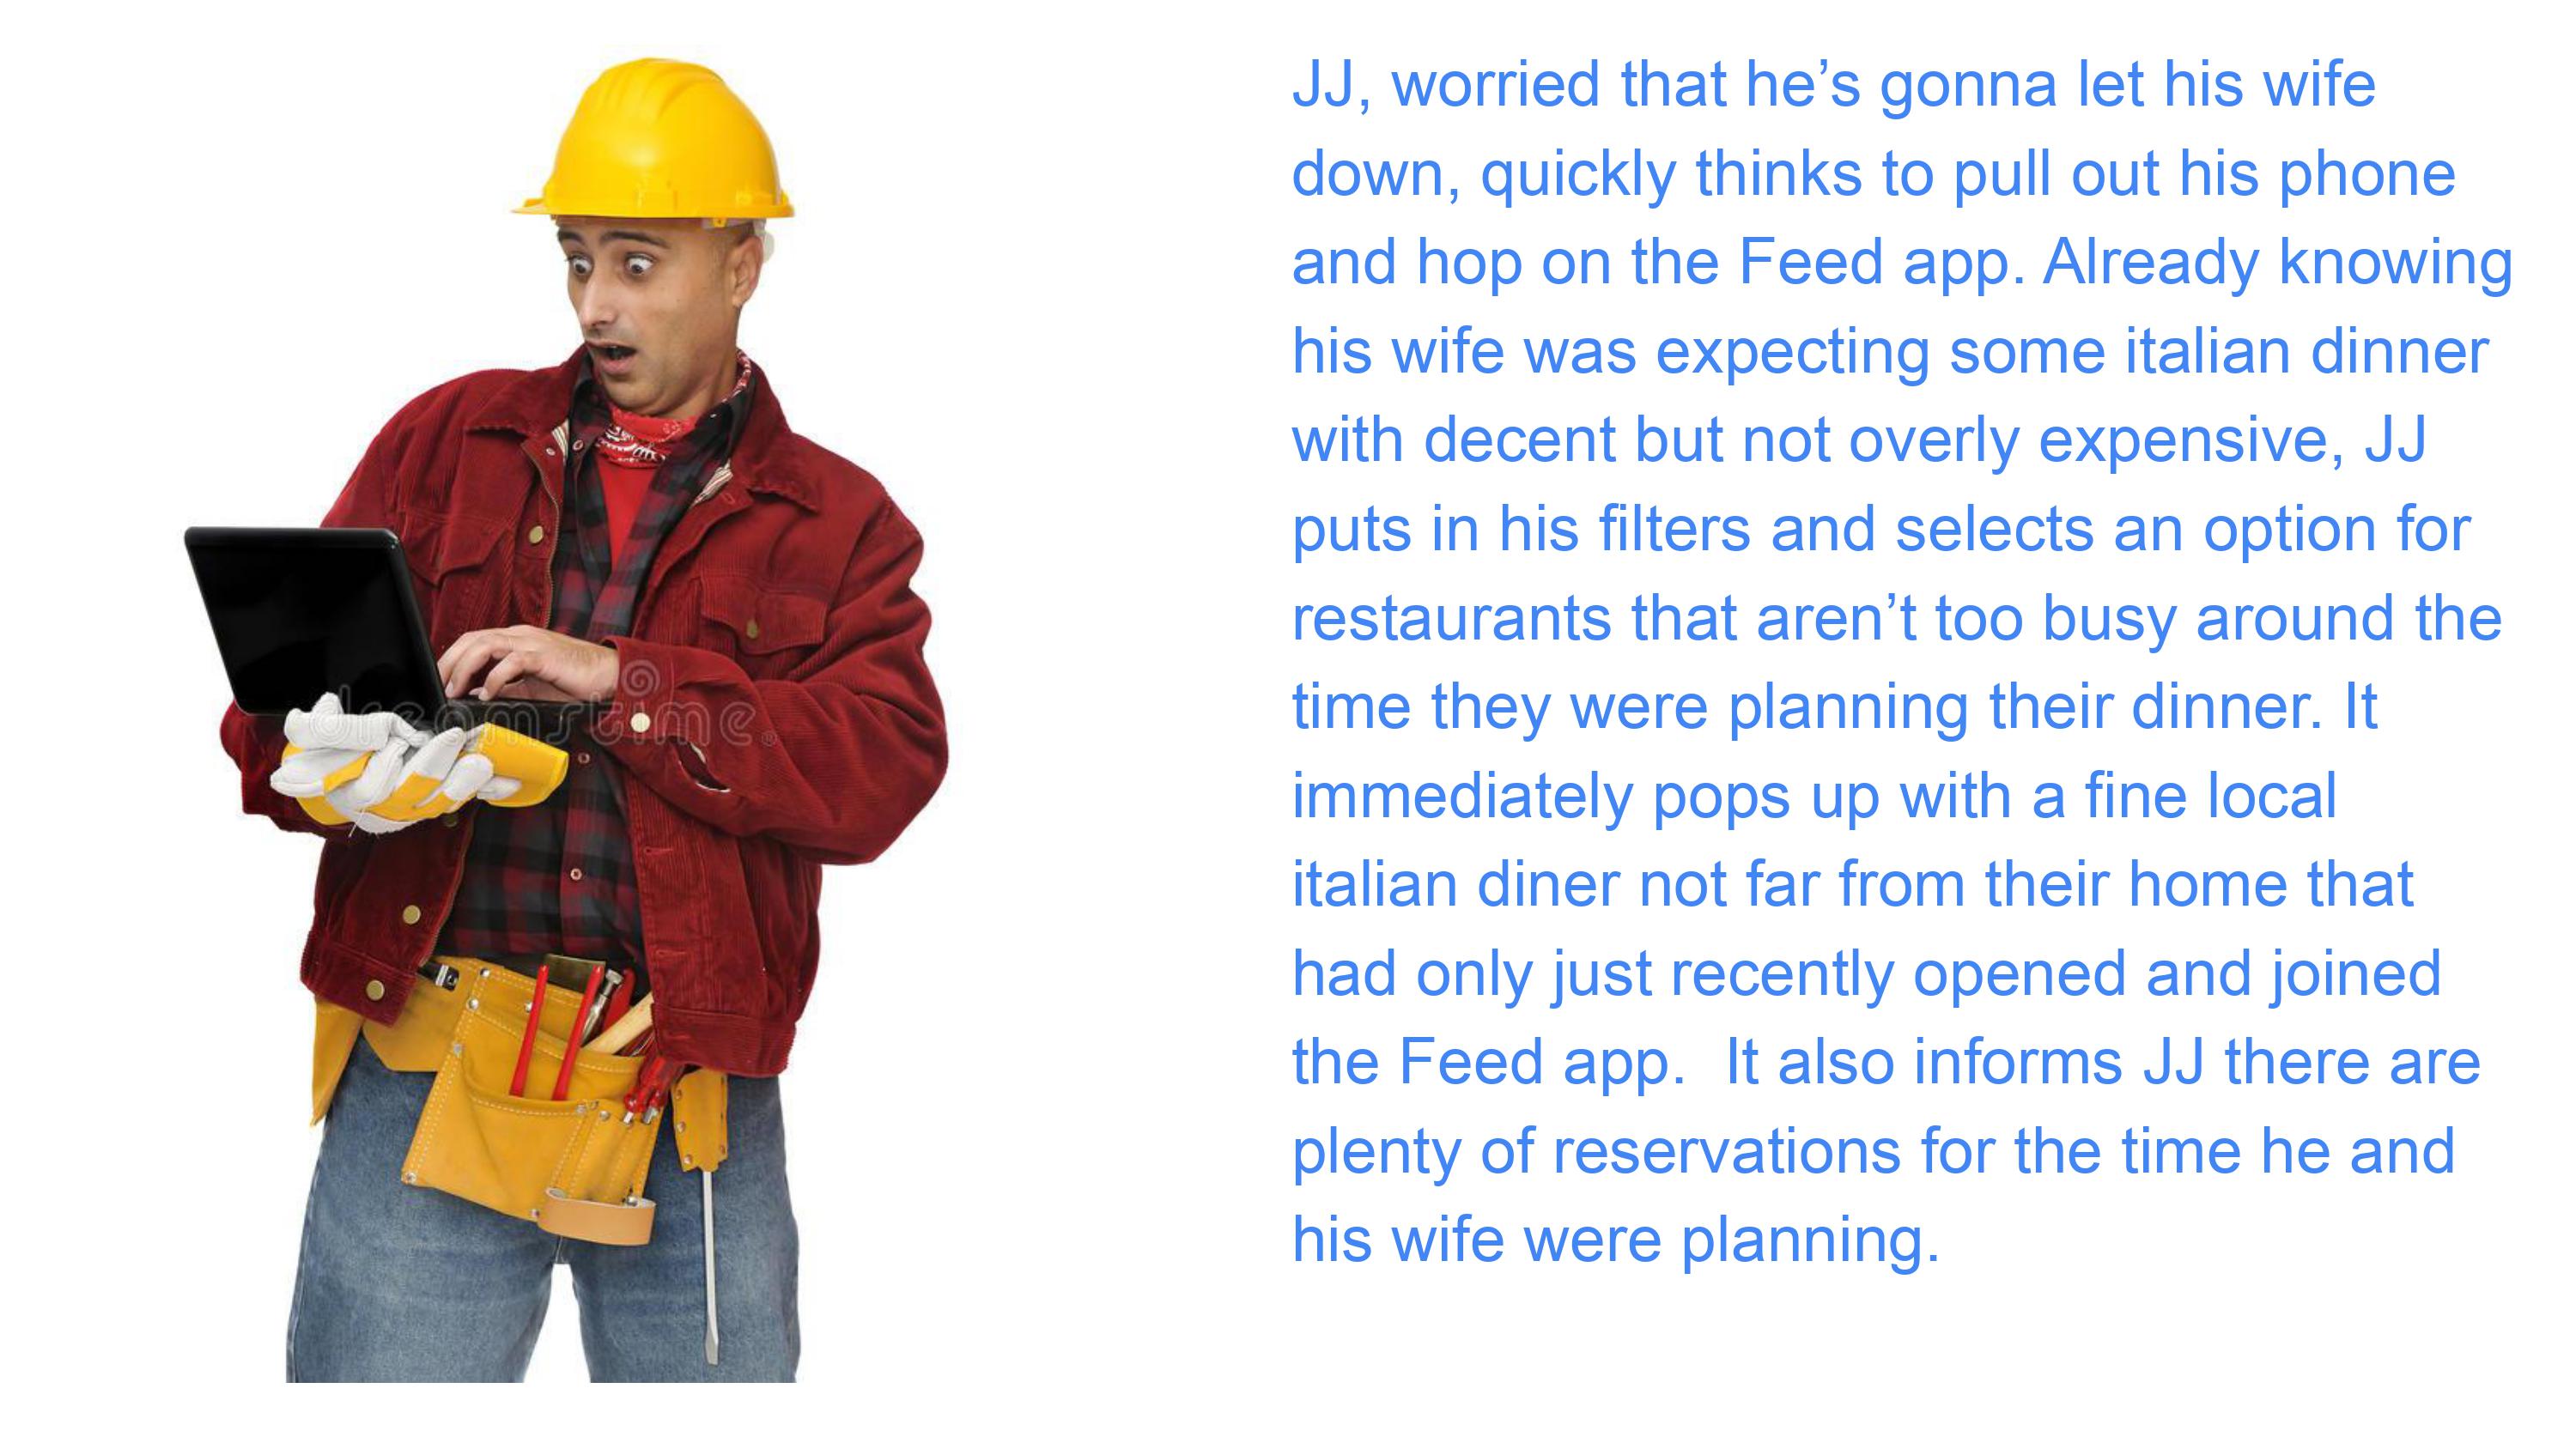 JJ, worried that he’s gonna let his wife
down, quickly thinks to pull out his phone
and hop on the Feed app. Already knowing
his wife was expecting some italian dinner
with decent but not overly expensive, JJ
puts in his filters and selects an option for
restaurants that aren’t too busy around the
time they were planning their dinner. It
immediately pops up with a fine local
italian diner not far from their home that
had only just recently opened and joined
the Feed app.  It also informs JJ there are
plenty of reservations for the time he and
his wife were planning.
dreamstime®